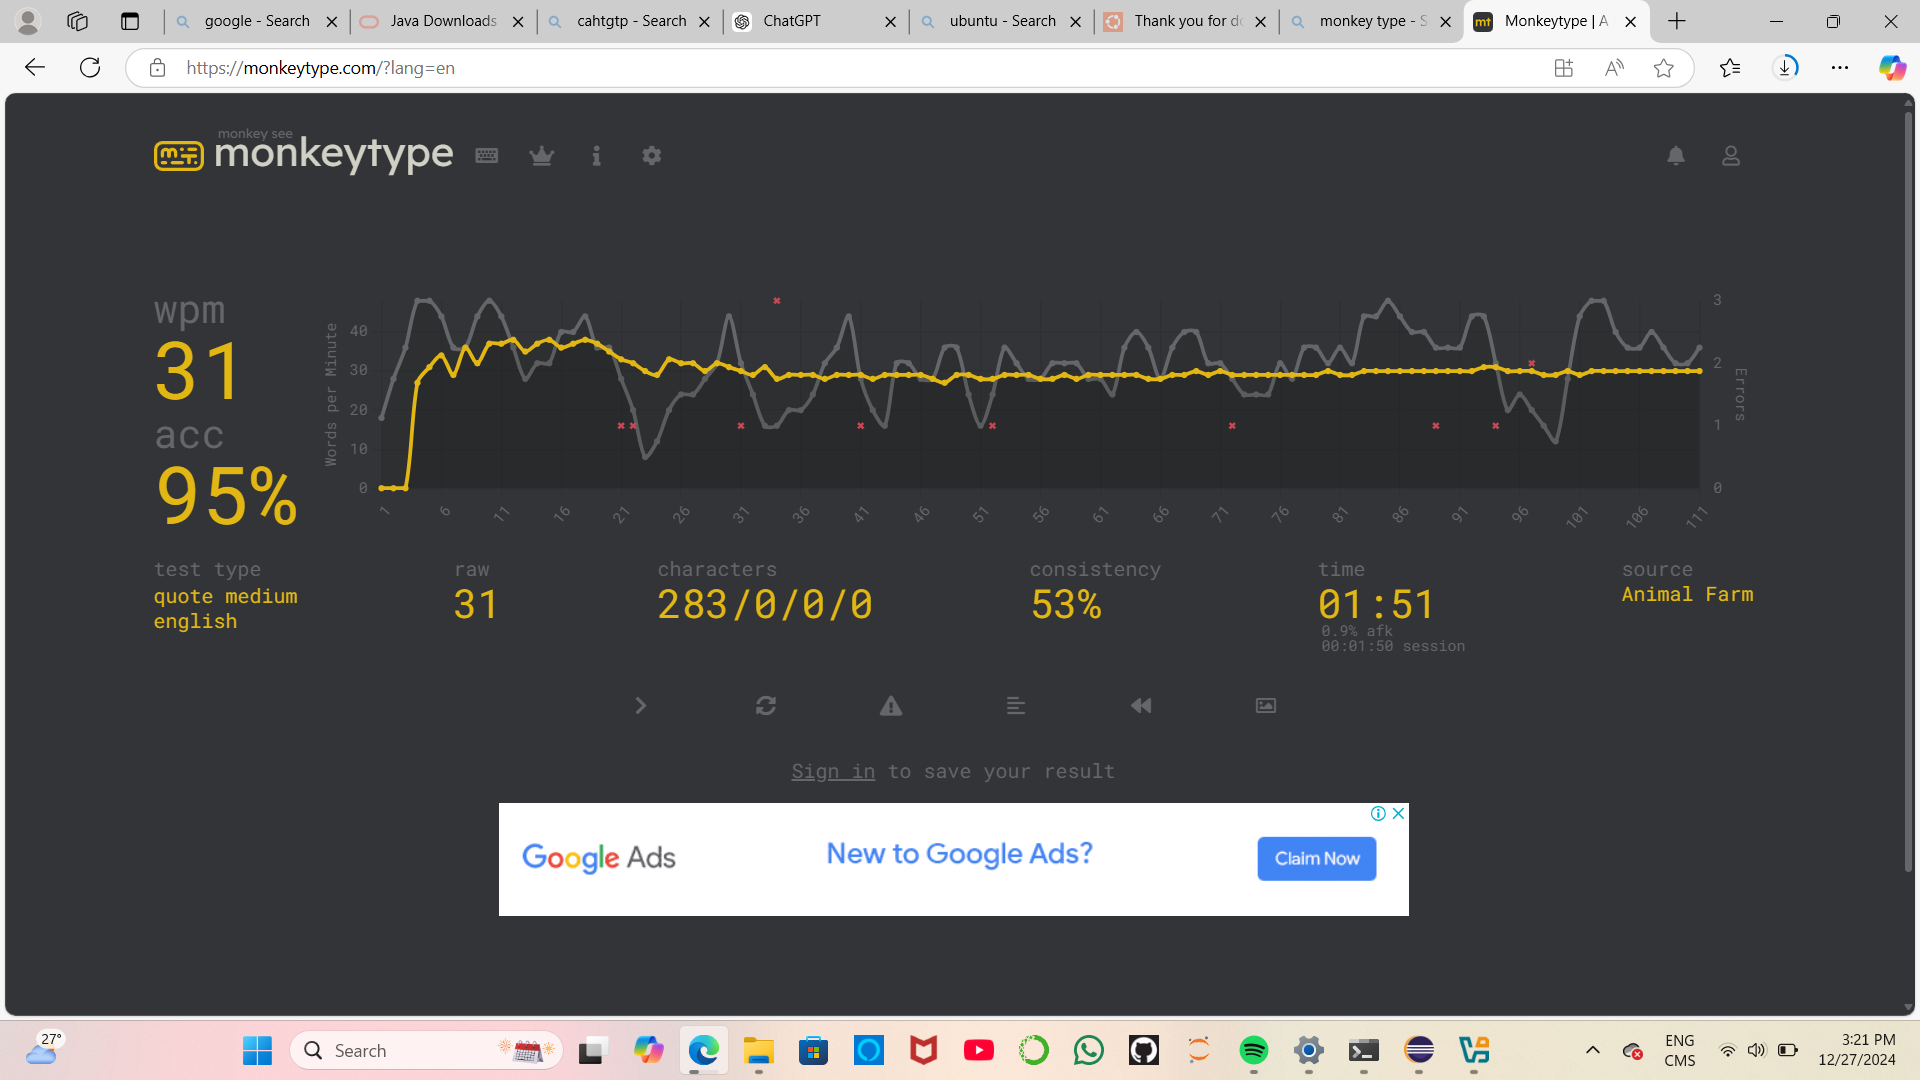 google - Search
Java Downloads
cahtgtp - Search
ChatGPT
ubuntu - Search
Thank you for do
monkey type - S
mt
Monkeytype | A
https://monkeytype.com/?lang=en
monkey see
monkeytype
wpm
31
acc
95%
Words per Minute
40
30
20
10
0
3
2
1
0
Errors
1 6 11 16 21 26 31 36 41 46 51 56 61 66 71 76 81 86 91 96 101 106 111
test type
quote medium
english
raw
31
characters
283/0/0/0
consistency
53%
time
01:51
0.9% afk
00:01:50 session
source
Animal Farm
Sign in to save your result
Google Ads
New to Google Ads?
Claim Now
27°
Search
ENG
CMS
3:21 PM
12/27/2024